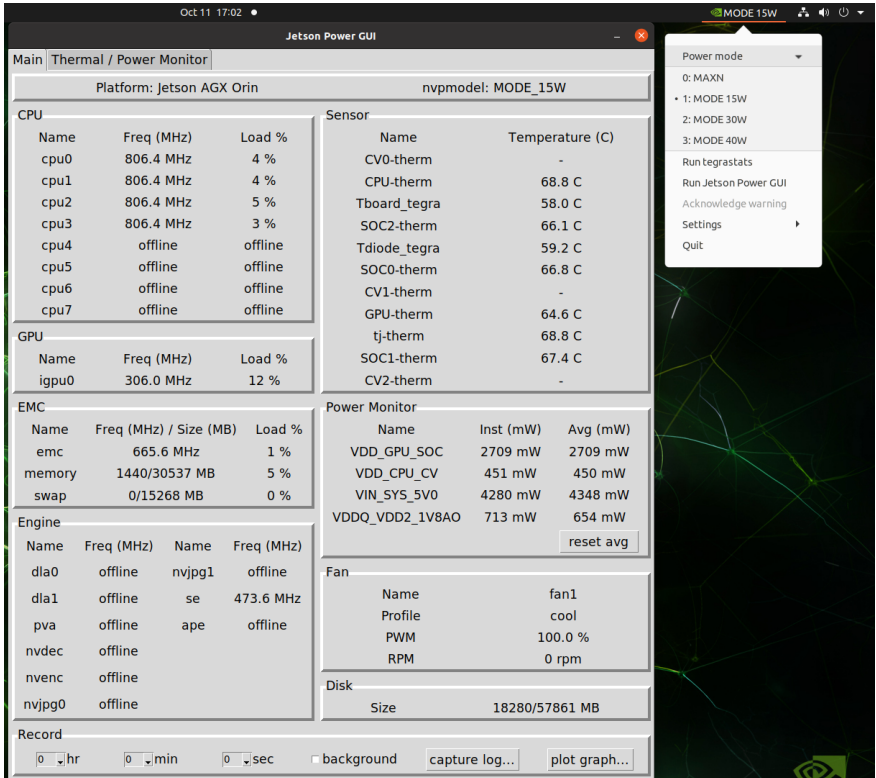 Oct 11 17:02
MODE 15W
Jetson Power GUI
Main Thermal / Power Monitor
Platform: Jetson AGX Orin nvpmodel: MODE_15W
CPU
Name Freq (MHz) Load %
cpu0 806.4 MHz 4 %
cpu1 806.4 MHz 4 %
cpu2 806.4 MHz 5 %
cpu3 806.4 MHz 3 %
cpu4 offline offline
cpu5 offline offline
cpu6 offline offline
cpu7 offline offline
GPU
Name Freq (MHz) Load %
igpu0 306.0 MHz 12 %
EMC
Name Freq (MHz) / Size (MB) Load %
emc 665.6 MHz 1 %
memory 1440/30537 MB 5 %
swap 0/15268 MB 0 %
Engine
Name Freq (MHz) Name Freq (MHz)
dla0 offline nvjpg1 offline
dla1 offline se 473.6 MHz
pva offline ape offline
nvdec offline
nvenc offline
nvjpg0 offline
Sensor
Name Temperature (C)
CV0-therm -
CPU-therm 68.8 C
Tboard_tegra 58.0 C
SOC2-therm 66.1 C
Tdiode_tegra 59.2 C
SOC0-therm 66.8 C
CV1-therm -
GPU-therm 64.6 C
tj-therm 68.8 C
SOC1-therm 67.4 C
CV2-therm -
Power Monitor
Name Inst (mW) Avg (mW)
VDD_GPU_SOC 2709 mW 2709 mW
VDD_CPU_CV 451 mW 450 mW
VIN_SYS_5V0 4280 mW 4348 mW
VDDQ_VDD2_1V8AO 713 mW 654 mW
reset avg
Fan
Name fan1
Profile cool
PWM 100.0 %
RPM 0 rpm
Disk
Size 18280/57861 MB
Record
0 hr 0 min 0 sec background capture log... plot graph...
Power mode
0: MAXN
• 1: MODE 15W
2: MODE 30W
3: MODE 40W
Run tegrastats
Run Jetson Power GUI
Acknowledge warning
Settings
Quit